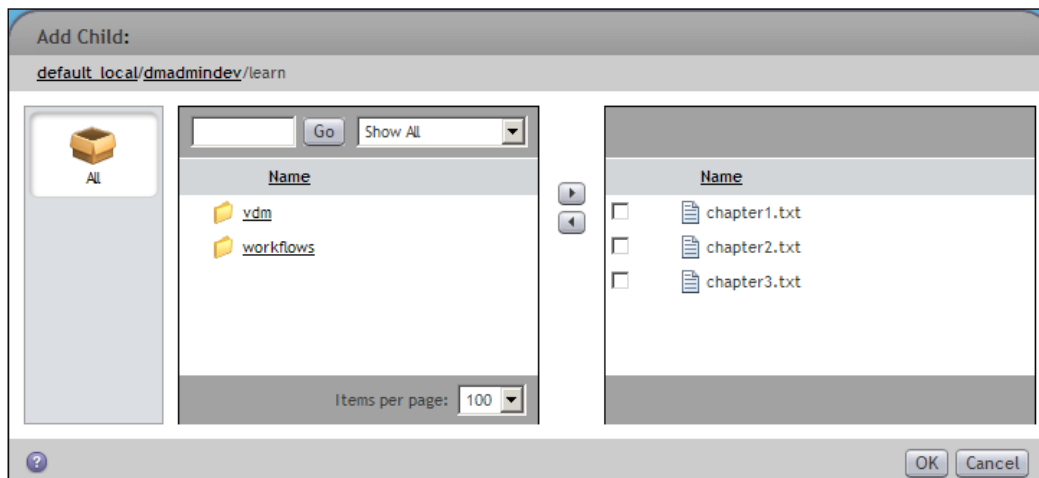 Add Child:
default_local/dmadmindev/learn
All
Go
Show All
Name
vdm
workflows
Items per page: 100
Name
chapter1.txt
chapter2.txt
chapter3.txt
?
OK
Cancel